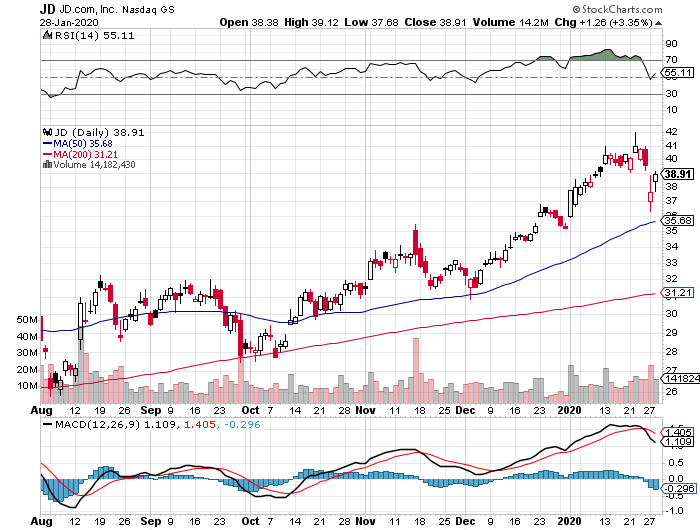 JD JD.com, Inc. Nasdaq GS © StockCharts.com
28-Jan-2020 Open 38.38 High 39.12 Low 37.68 Close 38.91 Volume 14.2M Chg +1.26 (+3.35%)
RSI(14) 55.11
90
70
55.11
30
10
JD (Daily) 38.91
MA(50) 35.68
MA(200) 31.21
Volume 14,182,430
42
41
40
38.91
37
36
35.68
35
34
33
32
31.21
30
29
28
27
26
50M
40M
30M
20M
10M
141824
Aug 12 19 26 Sep 9 16 23 Oct 7 14 21 28 Nov 11 18 25 Dec 9 16 23 2020 13 21 27
MACD(12,26,9) 1.109, 1.405, -0.296
1.405
1.109
0.5
0.0
-0.296
-1.0
Aug 12 19 26 Sep 9 16 23 Oct 7 14 21 28 Nov 11 18 25 Dec 9 16 23 2020 13 21 27